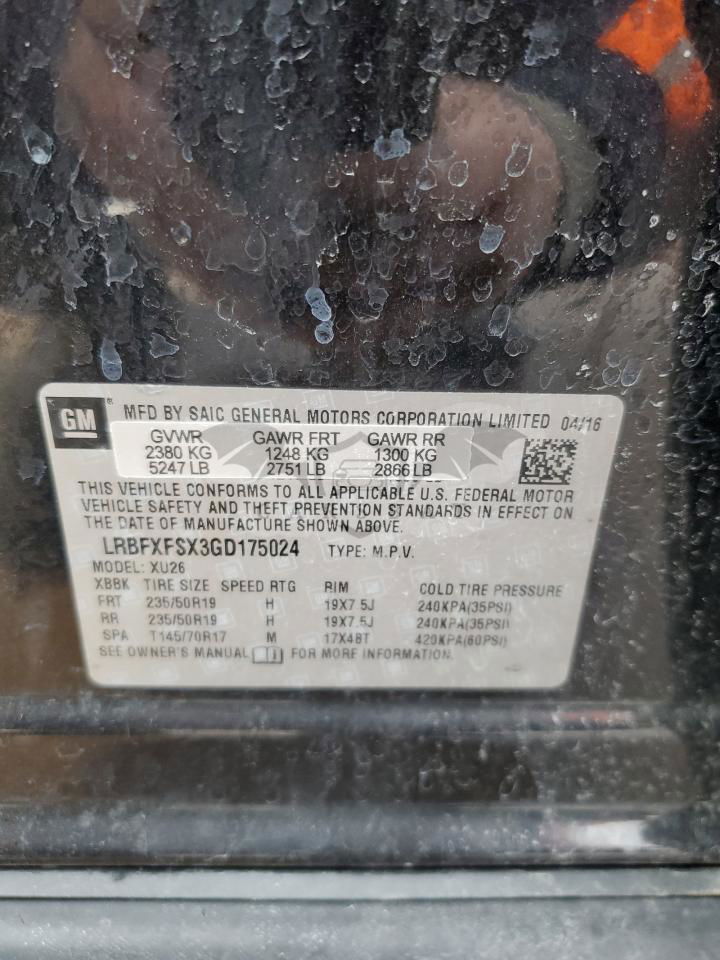 GM ® MFD BY SAIC GENERAL MOTORS CORPORATION LIMITED 04/16
GVWR GAWR FRT GAWR RR
2380 KG 1248 KG 1300 KG
5247 LB 2751 LB 2866 LB
THIS VEHICLE CONFORMS TO ALL APPLICABLE U.S. FEDERAL MOTOR
VEHICLE SAFETY AND THEFT PREVENTION STANDARDS IN EFFECT ON
THE DATE OF MANUFACTURE SHOWN ABOVE.
LRBFXFSX3GD175024 TYPE: M.P.V.
MODEL: XU26
XBBK TIRE SIZE SPEED RTG RIM COLD TIRE PRESSURE
FRT 235/50R19 H 19X7.5J 240KPA(35PSI)
RR 235/50R19 H 19X7.5J 240KPA(35PSI)
SPA T145/70R17 M 17X4BT 420KPA(60PSI)
SEE OWNER'S MANUAL FOR MORE INFORMATION.